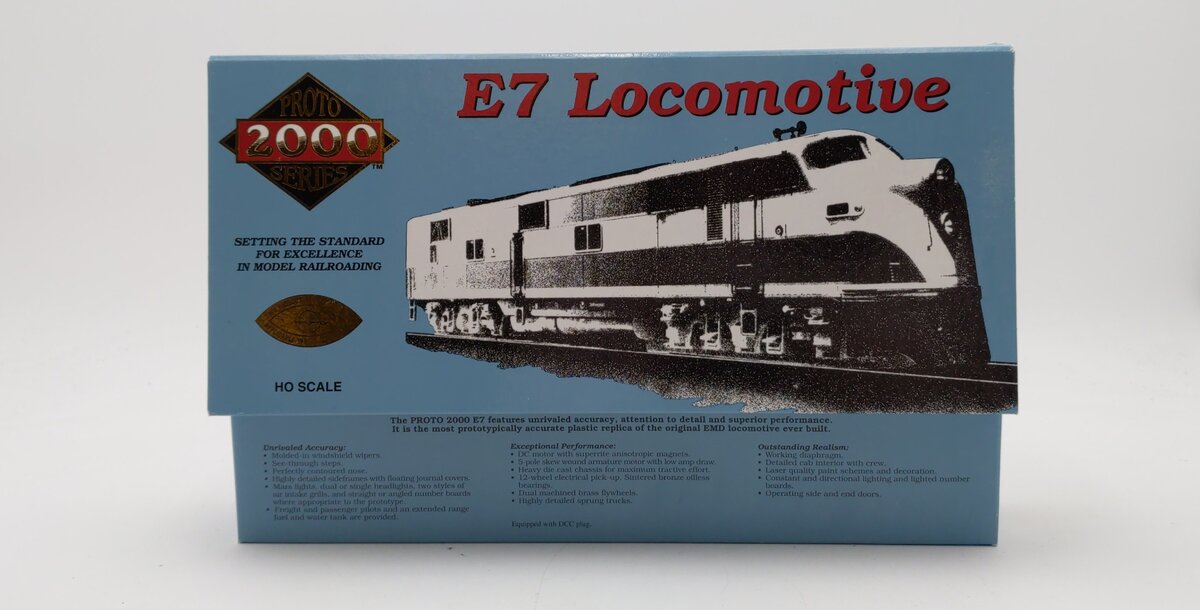 E7 Locomotive
PROTO
2000
SERIES
TM
SETTING THE STANDARD
FOR EXCELLENCE
IN MODEL RAILROADING
HO SCALE
The PROTO 2000 E7 features unrivaled accuracy, attention to detail and superior performance.
It is the most prototypically accurate plastic replica of the original EMD locomotive ever built.
Unrivaled Accuracy:
• Molded-in windshield wipers.
• See-through steps.
• Perfectly contoured nose.
• Highly detailed sideframes with floating journal covers.
• Mars lights, dual or single headlights, two styles of
air intake grills, and straight or angled number boards
where appropriate to the prototype.
• Freight and passenger pilots and an extended range
fuel and water tank are provided.
Exceptional Performance:
• DC motor with superrite anisotropic magnets.
• 5-pole skew wound armature motor with low amp draw.
• Heavy die cast chassis for maximum tractive effort.
• 12-wheel electrical pick-up. Sintered bronze oilless
bearings.
• Dual machined brass flywheels.
• Highly detailed sprung trucks.
Equipped with DCC plug.
Outstanding Realism:
• Working diaphragm.
• Detailed cab interior with crew.
• Laser quality paint schemes and decoration.
• Constant and directional lighting and lighted number
boards.
• Operating side and end doors.